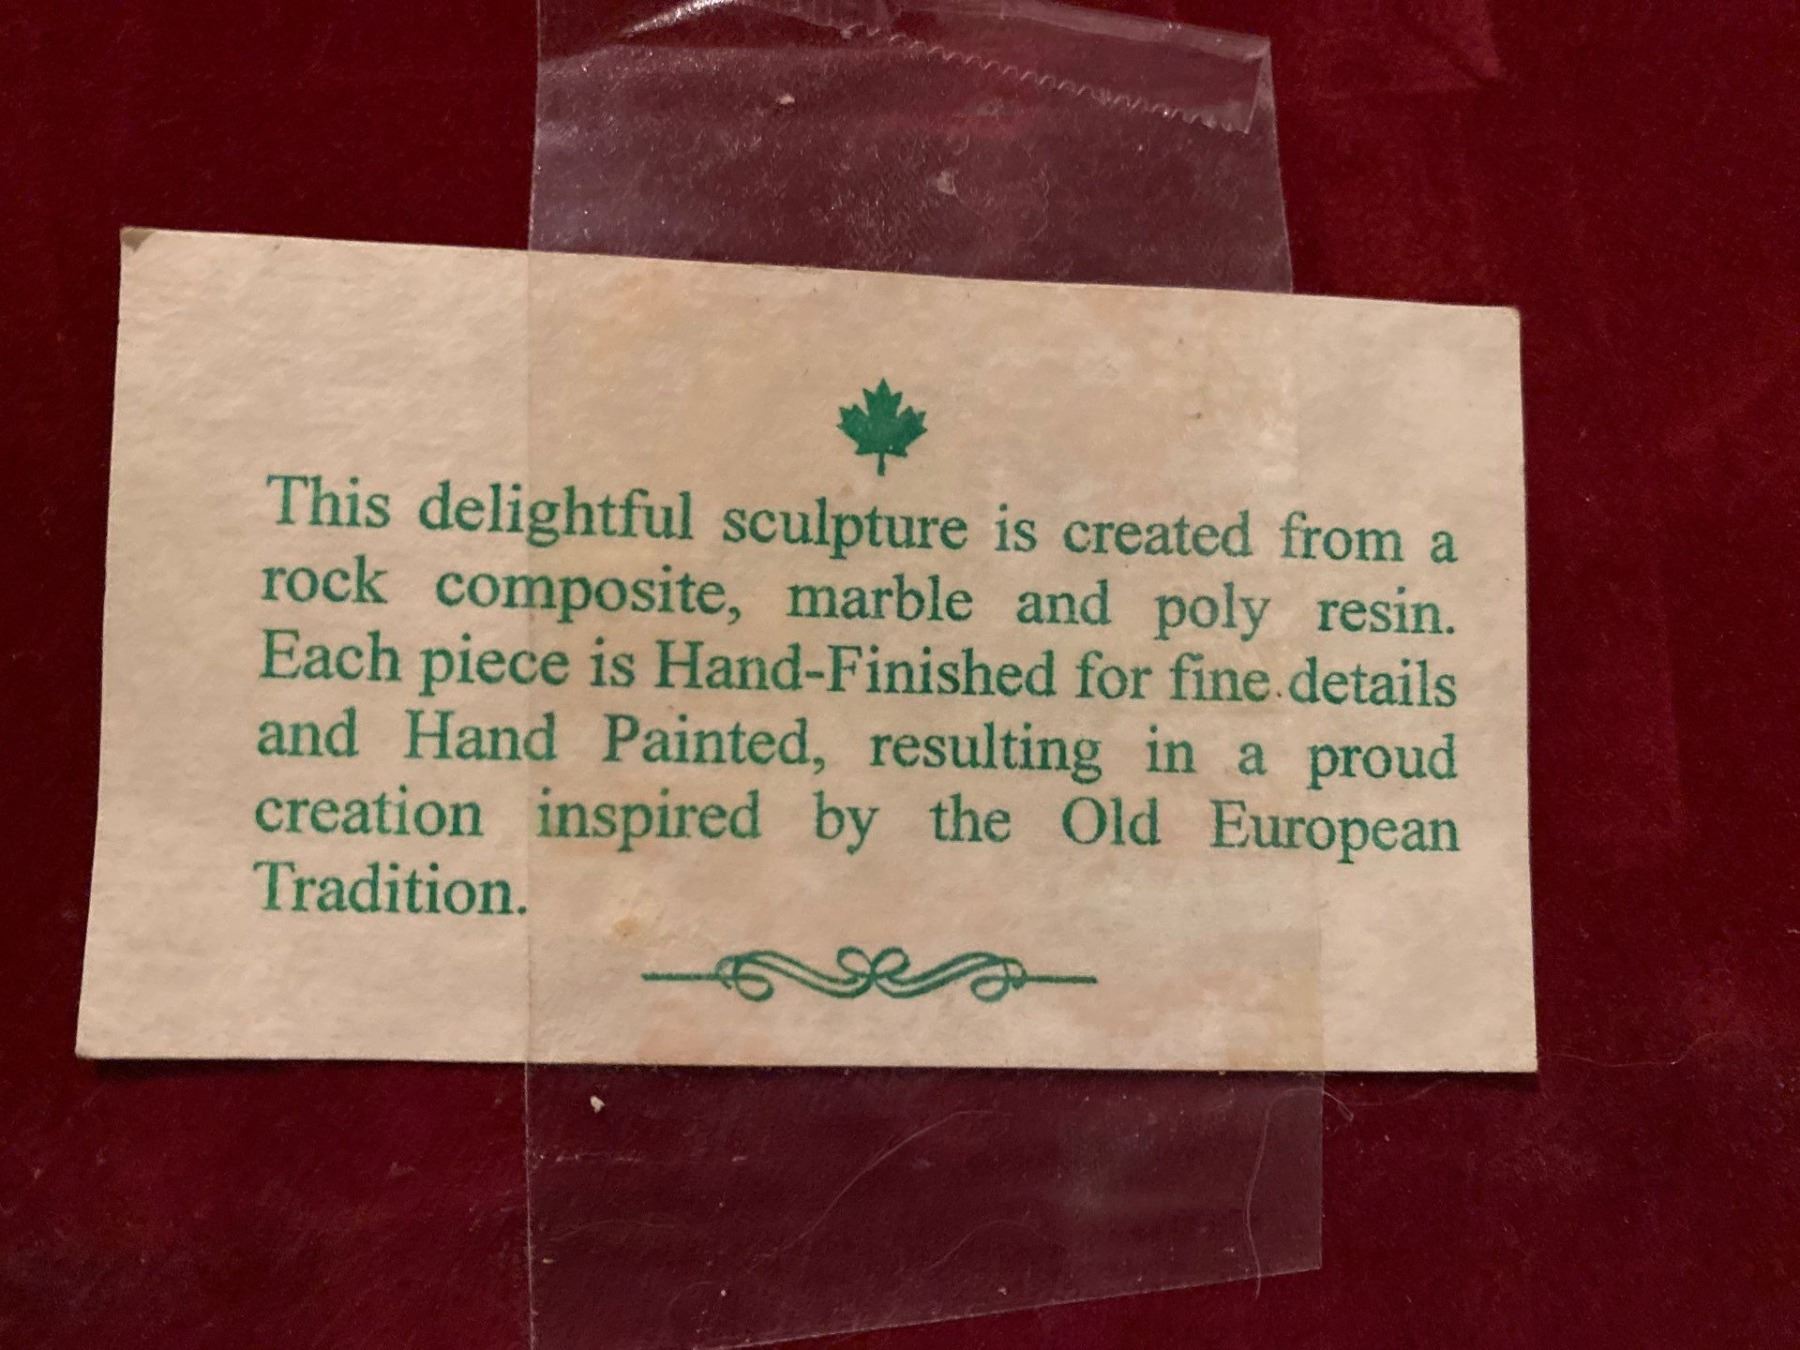 This delightful sculpture is created from a
rock composite, marble and poly resin.
Each piece is Hand-Finished for fine details
and Hand Painted, resulting in a proud
creation inspired by the Old European
Tradition.